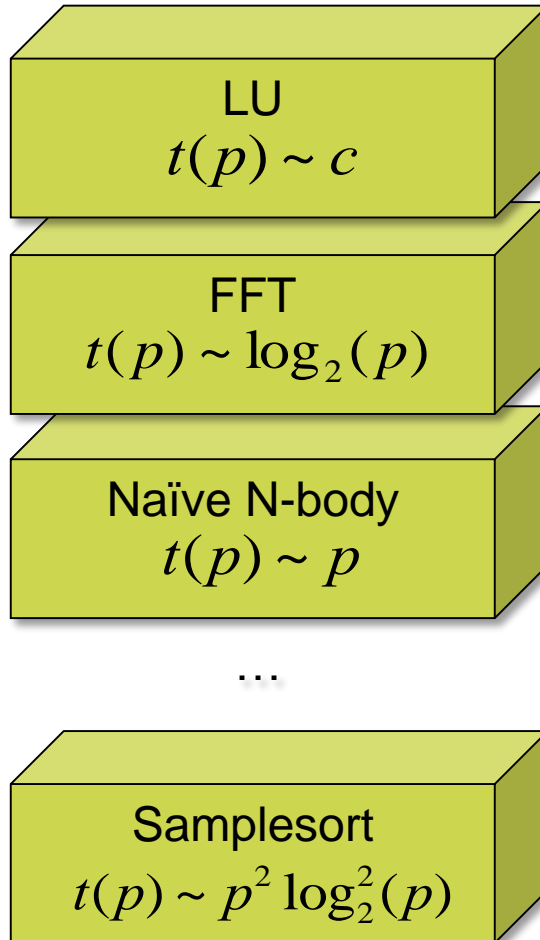 LU
t(p) ~ c
FFT
t(p) ~ log₂(p)
Naïve N-body
t(p) ~ p
...
Samplesort
t(p) ~ p² log₂²(p)